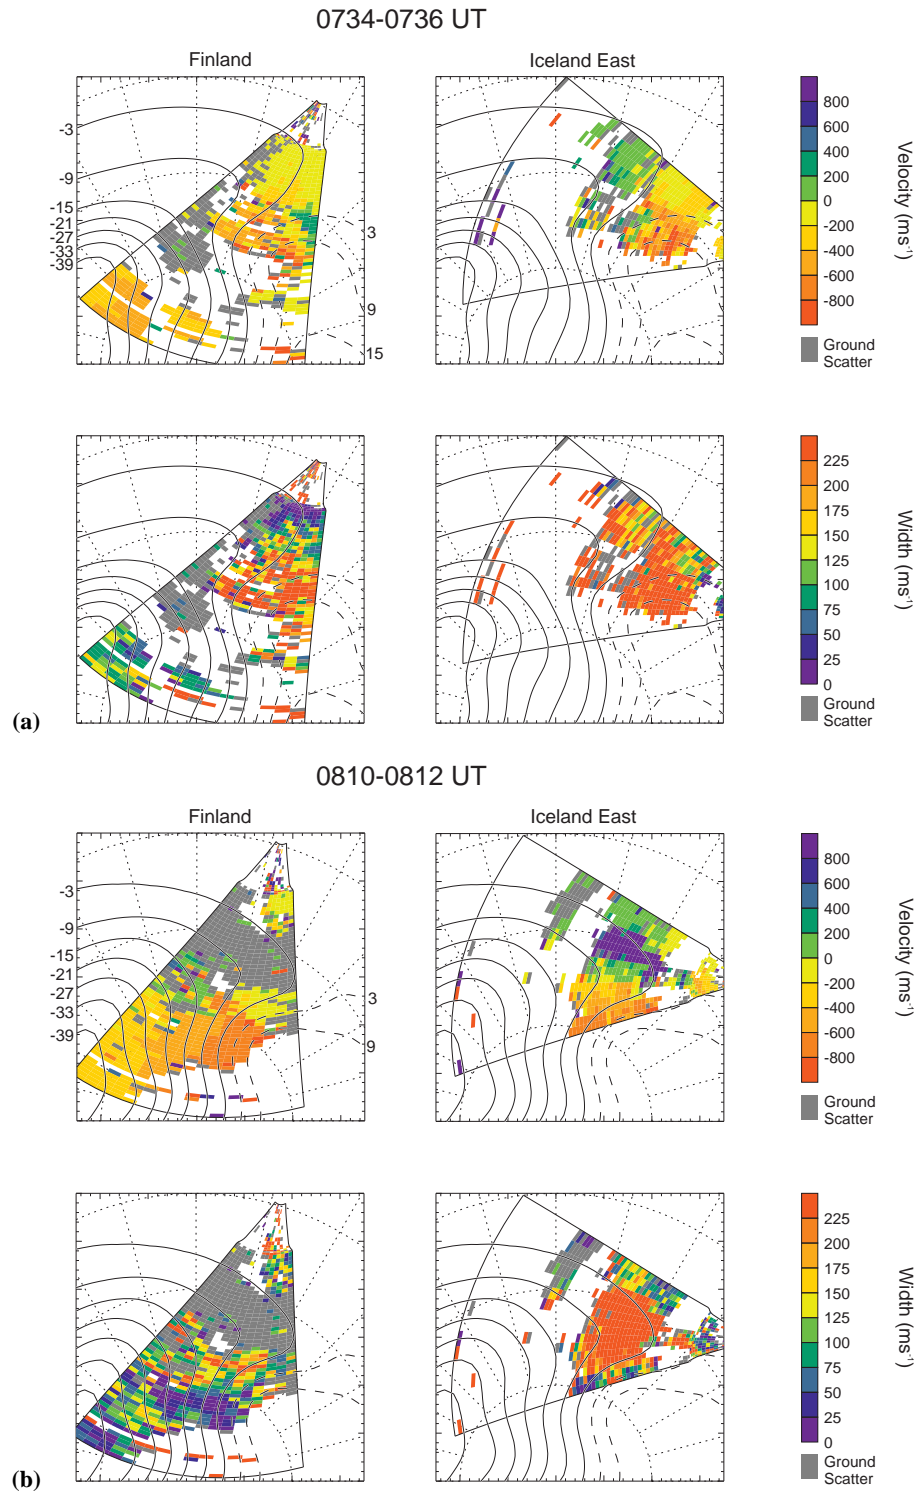 0734-0736 UT
Finland
Iceland East
-3
-9
-15
-21
-27
-33
-39
3
9
15
800
600
400
200
0
-200
-400
-600
-800
Velocity (ms⁻¹)
Ground
Scatter
225
200
175
150
125
100
75
50
25
0
Width (ms⁻¹)
Ground
Scatter
(a)
0810-0812 UT
Finland
Iceland East
-3
-9
-15
-21
-27
-33
-39
3
9
800
600
400
200
0
-200
-400
-600
-800
Velocity (ms⁻¹)
Ground
Scatter
225
200
175
150
125
100
75
50
25
0
Width (ms⁻¹)
Ground
Scatter
(b)